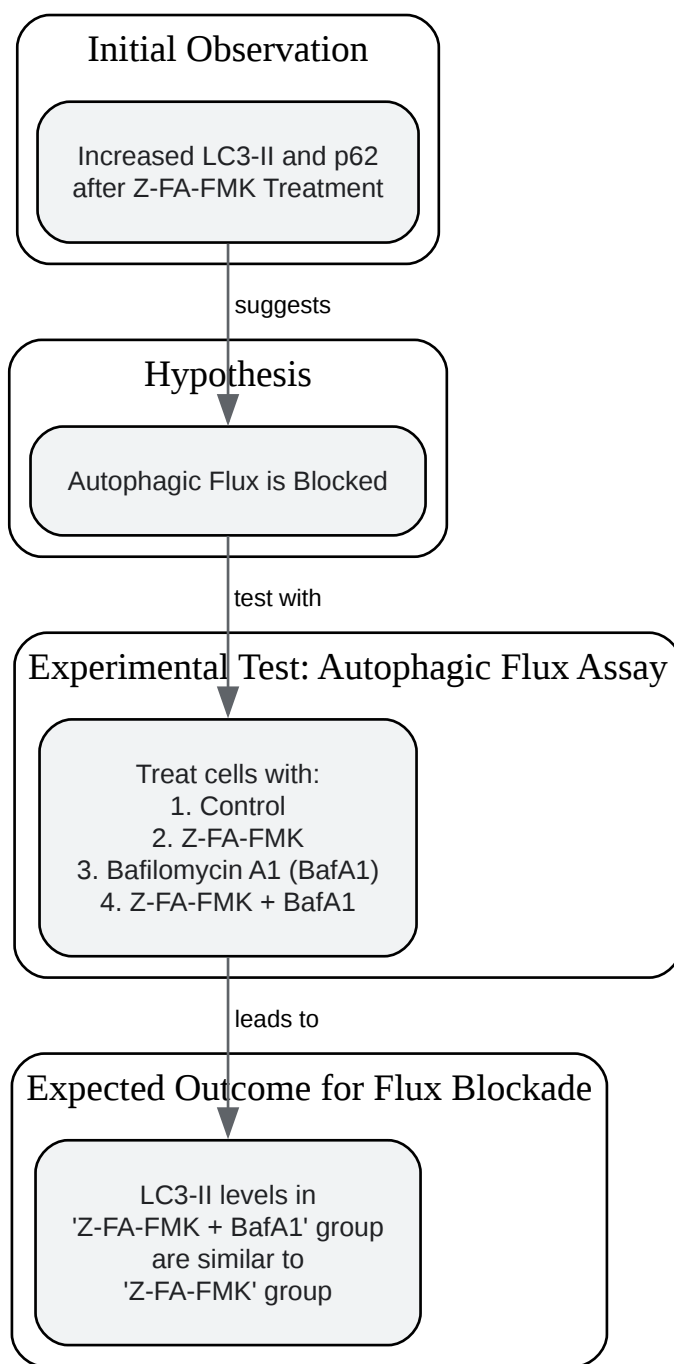 Initial Observation
Increased LC3-II and p62
after Z-FA-FMK Treatment
suggests
Hypothesis
Autophagic Flux is Blocked
test with
Experimental Test: Autophagic Flux Assay
Treat cells with:
1. Control
2. Z-FA-FMK
3. Bafilomycin A1 (BafA1)
4. Z-FA-FMK + BafA1
leads to
Expected Outcome for Flux Blockade
LC3-II levels in
'Z-FA-FMK + BafA1' group
are similar to
'Z-FA-FMK' group